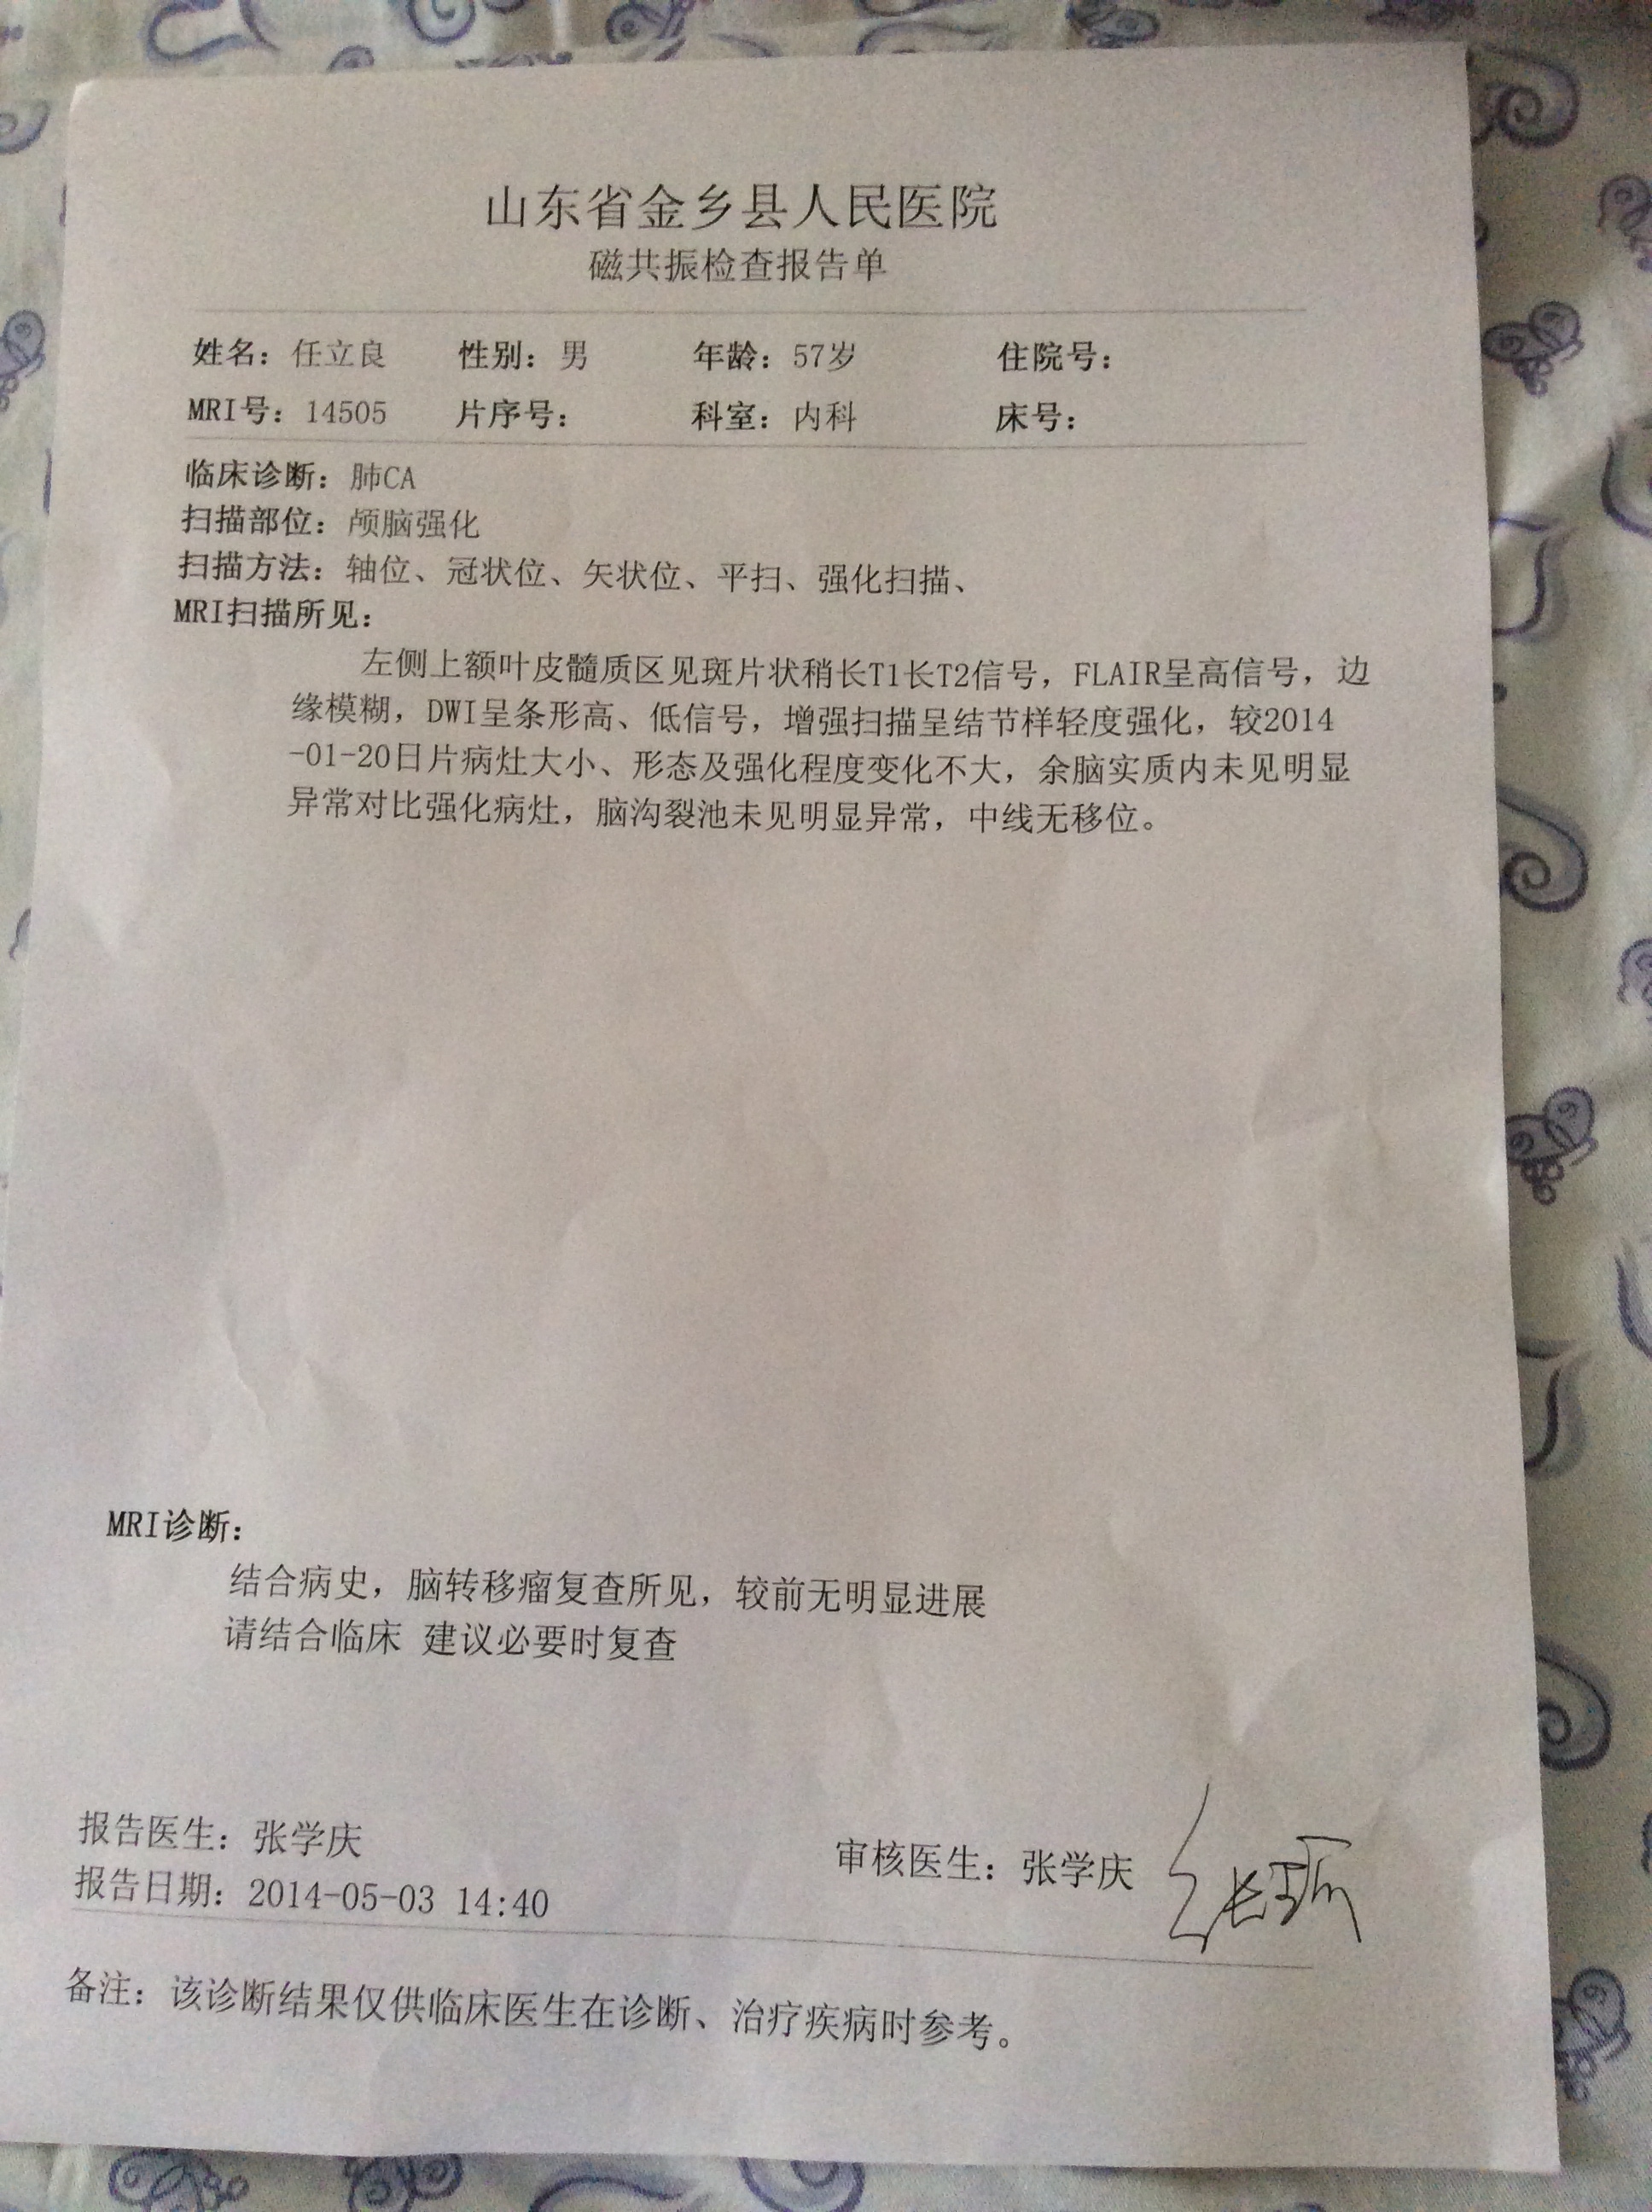 山东省金乡县人民医院
磁共振检查报告单
姓名：任立良 性别：男 年龄：57岁 住院号：
MRI号：14505 片序号： 科室：内科 床号：
临床诊断：肺CA
扫描部位：颅脑强化
扫描方法：轴位、冠状位、矢状位、平扫、强化扫描、
MRI扫描所见：
左侧上额叶皮髓质区见斑片状稍长T1长T2信号，FLAIR呈高信号，边
缘模糊，DWI呈条形高、低信号，增强扫描呈结节样轻度强化，较2014
-01-20日片病灶大小、形态及强化程度变化不大，余脑实质内未见明显
异常对比强化病灶，脑沟裂池未见明显异常，中线无移位。
MRI诊断：
结合病史，脑转移瘤复查所见，较前无明显进展
请结合临床 建议必要时复查
报告医生：张学庆 审核医生：张学庆
报告日期：2014-05-03 14:40
备注：该诊断结果仅供临床医生在诊断、治疗疾病时参考。